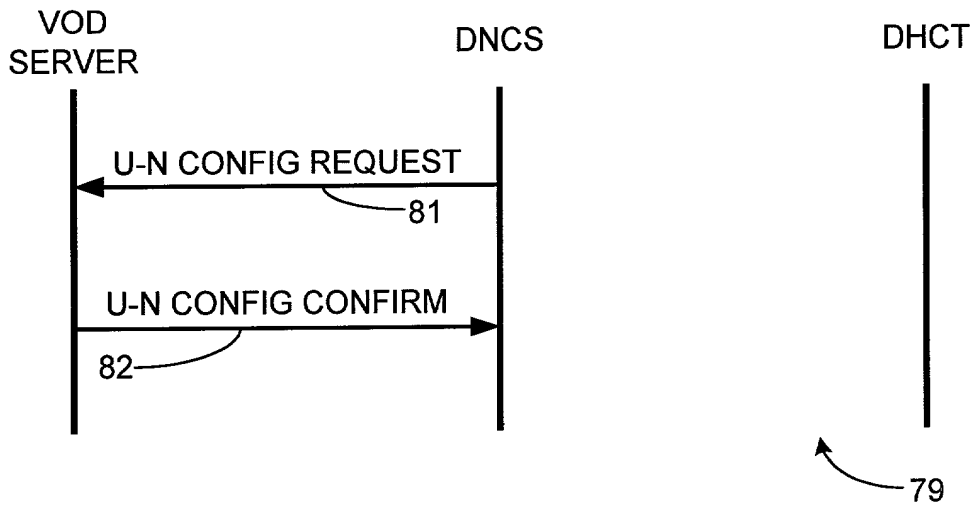 VOD
SERVER
DNCS
DHCT
U-N CONFIG REQUEST
81
U-N CONFIG CONFIRM
82
79